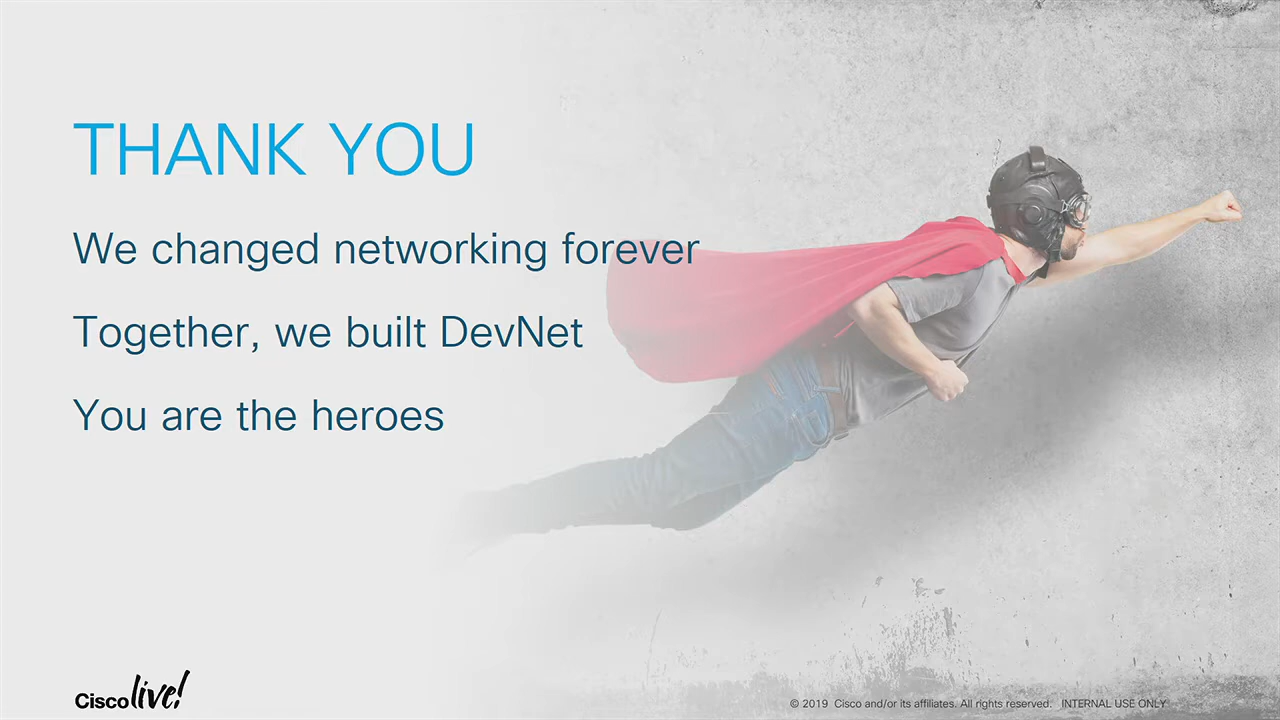 THANK YOU
We changed networking forever
Together, we built DevNet
You are the heroes
Cisco live!
© 2019 Cisco and/or its affiliates. All rights reserved. INTERNAL USE ONLY